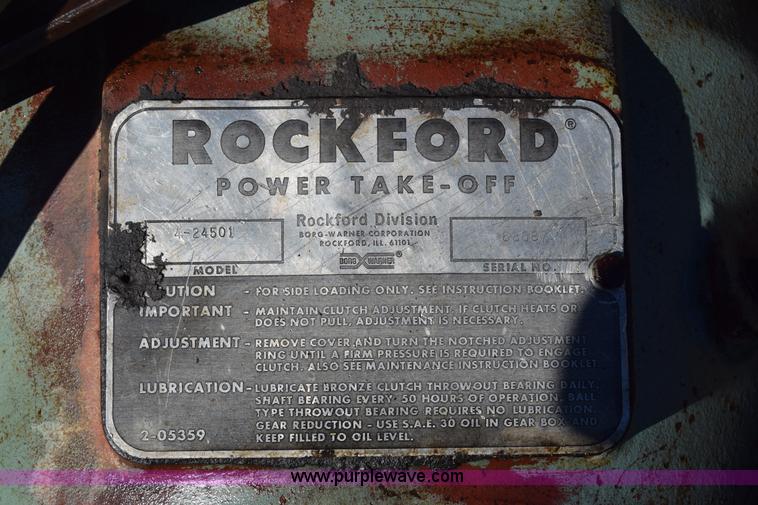 ROCKFORD®
POWER TAKE-OFF
Rockford Division
BORG-WARNER CORPORATION
ROCKFORD, ILL. 61101
4-24501
BORG WARNER ®
MODEL
SERIAL NO.
- FOR SIDE LOADING ONLY, SEE INSTRUCTION BOOKLET.
IMPORTANT - MAINTAIN CLUTCH ADJUSTMENT. IF CLUTCH HEATS OR
DOES NOT PULL, ADJUSTMENT IS NECESSARY.
ADJUSTMENT - REMOVE COVER AND TURN THE NOTCHED ADJUSTMENT
RING UNTIL A FIRM PRESSURE IS REQUIRED TO ENGAGE
CLUTCH. ALSO SEE MAINTENANCE INSTRUCTION BOOKLET
LUBRICATION - LUBRICATE BRONZE CLUTCH THROWOUT BEARING DAILY,
SHAFT BEARING EVERY 50 HOURS OF OPERATION. BALL
TYPE THROWOUT BEARING REQUIRES NO LUBRICATION.
GEAR REDUCTION - USE S.A.E. 30 OIL IN GEAR BOX AND
KEEP FILLED TO OIL LEVEL.
2-05359
www.purplewave.com